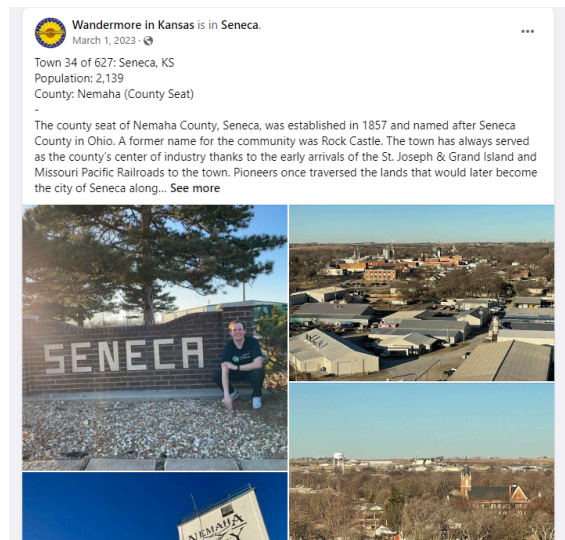 Wandermore in Kansas is in Seneca.
March 1, 2023 ·
Town 34 of 627: Seneca, KS
Population: 2,139
County: Nemaha (County Seat)
-
The county seat of Nemaha County, Seneca, was established in 1857 and named after Seneca
County in Ohio. A former name for the community was Rock Castle. The town has always served
as the county's center of industry thanks to the early arrivals of the St. Joseph & Grand Island and
Missouri Pacific Railroads to the town. Pioneers once traversed the lands that would later become
the city of Seneca along... See more
SENECA
NEMAHA